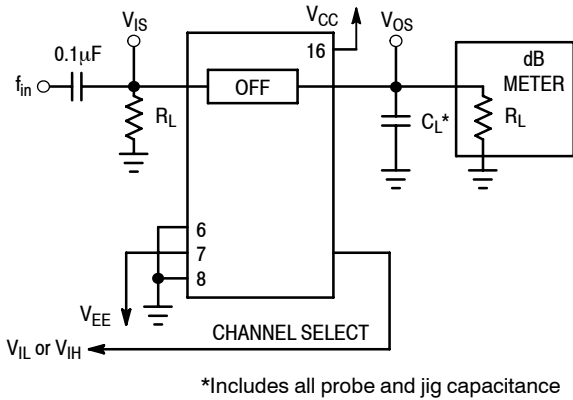 V_IS
V_CC
V_OS
0.1µF
16
dB
METER
f_in
OFF
R_L
C_L*
R_L
6
7
8
V_EE
CHANNEL SELECT
V_IL or V_IH
*Includes all probe and jig capacitance